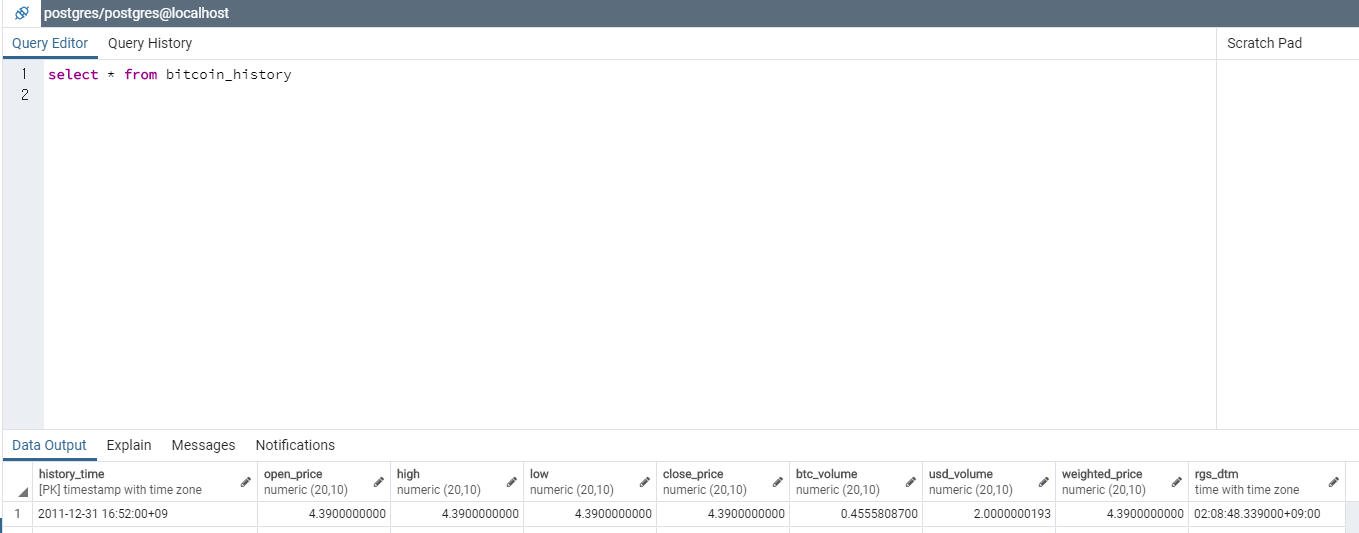 postgres/postgres@localhost
Query Editor Query History Scratch Pad
1 select * from bitcoin_history
2
Data Output Explain Messages Notifications
history_time open_price high low close_price btc_volume usd_volume weighted_price rgs_dtm
[PK] timestamp with time zone numeric (20,10) numeric (20,10) numeric (20,10) numeric (20,10) numeric (20,10) numeric (20,10) numeric (20,10) time with time zone
1 2011-12-31 16:52:00+09 4.3900000000 4.3900000000 4.3900000000 4.3900000000 0.4555808700 2.0000000193 4.3900000000 02:08:48.339000+09:00